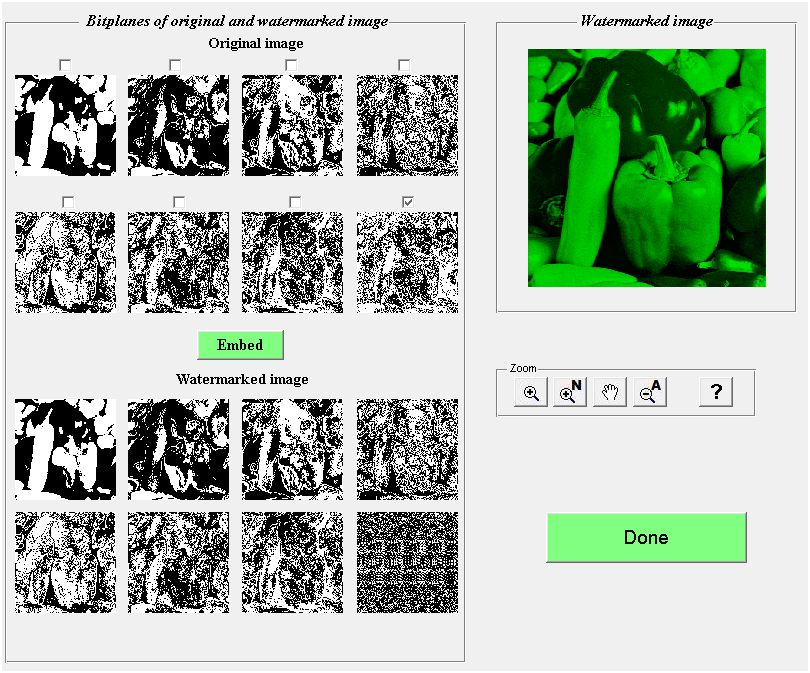 Bitplanes of original and watermarked image
Original image
Embed
Watermarked image
Watermarked image
Zoom
N
A
?
Done